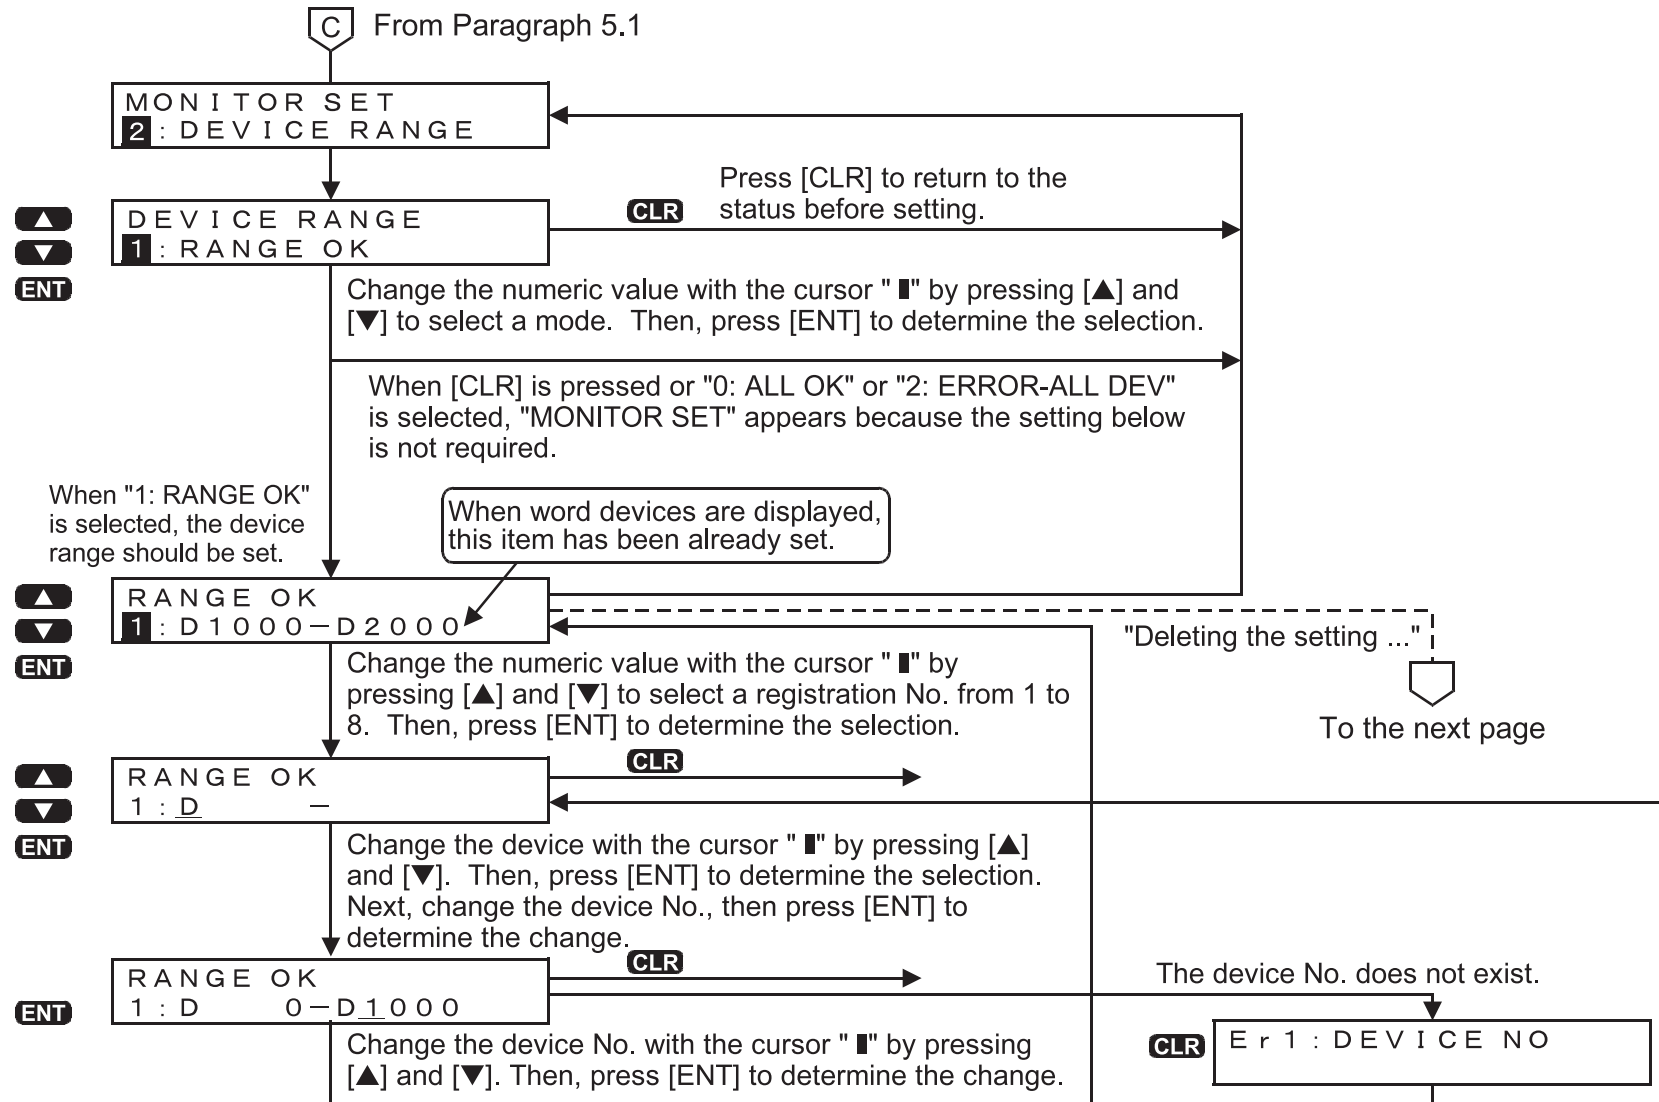 C From Paragraph 5.1
MONITOR SET
2: DEVICE RANGE
Press [CLR] to return to the
status before setting.
▲
▼
ENT
DEVICE RANGE
1: RANGE OK
CLR
Change the numeric value with the cursor " ▮" by pressing [▲] and
[▼] to select a mode. Then, press [ENT] to determine the selection.
When [CLR] is pressed or "0: ALL OK" or "2: ERROR-ALL DEV"
is selected, "MONITOR SET" appears because the setting below
is not required.
When "1: RANGE OK"
is selected, the device
range should be set.
When word devices are displayed,
this item has been already set.
▲
▼
ENT
RANGE OK
1: D1000-D2000
"Deleting the setting ..."
To the next page
Change the numeric value with the cursor " ▮" by
pressing [▲] and [▼] to select a registration No. from 1 to
8. Then, press [ENT] to determine the selection.
▲
▼
ENT
RANGE OK
1: D -
CLR
Change the device with the cursor " ▮" by pressing [▲]
and [▼]. Then, press [ENT] to determine the selection.
Next, change the device No., then press [ENT] to
determine the change.
ENT
RANGE OK
1: D 0-D1000
CLR
The device No. does not exist.
CLR
Er1: DEVICE NO
Change the device No. with the cursor " ▮" by pressing
[▲] and [▼]. Then, press [ENT] to determine the change.